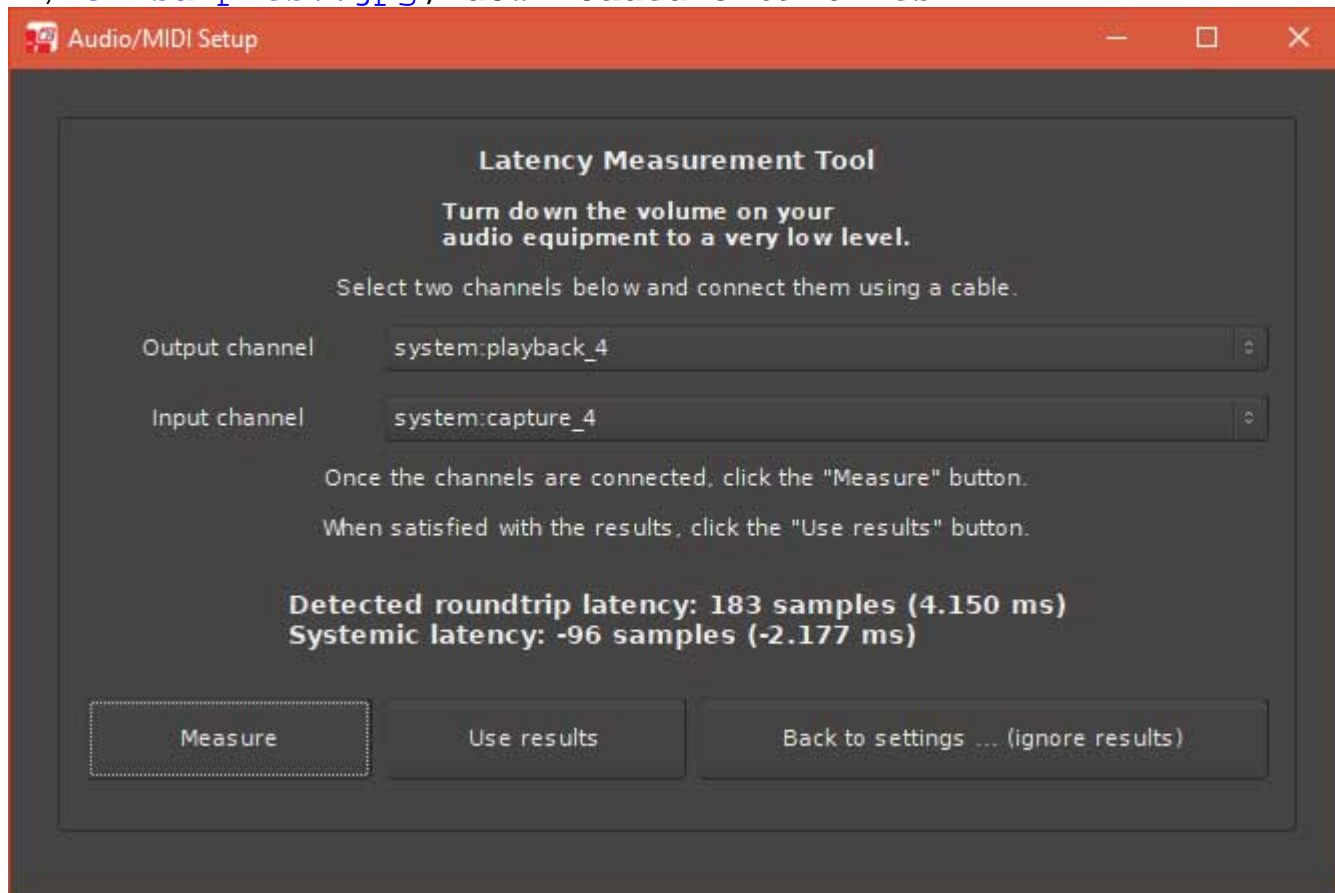 Audio/MIDI Setup
Latency Measurement Tool
Turn down the volume on your
audio equipment to a very low level.
Select two channels below and connect them using a cable.
Output channel system:playback_4
Input channel system:capture_4
Once the channels are connected, click the "Measure" button.
When satisfied with the results, click the "Use results" button.
Detected roundtrip latency: 183 samples (4.150 ms)
Systemic latency: -96 samples (-2.177 ms)
Measure Use results Back to settings ... (ignore results)